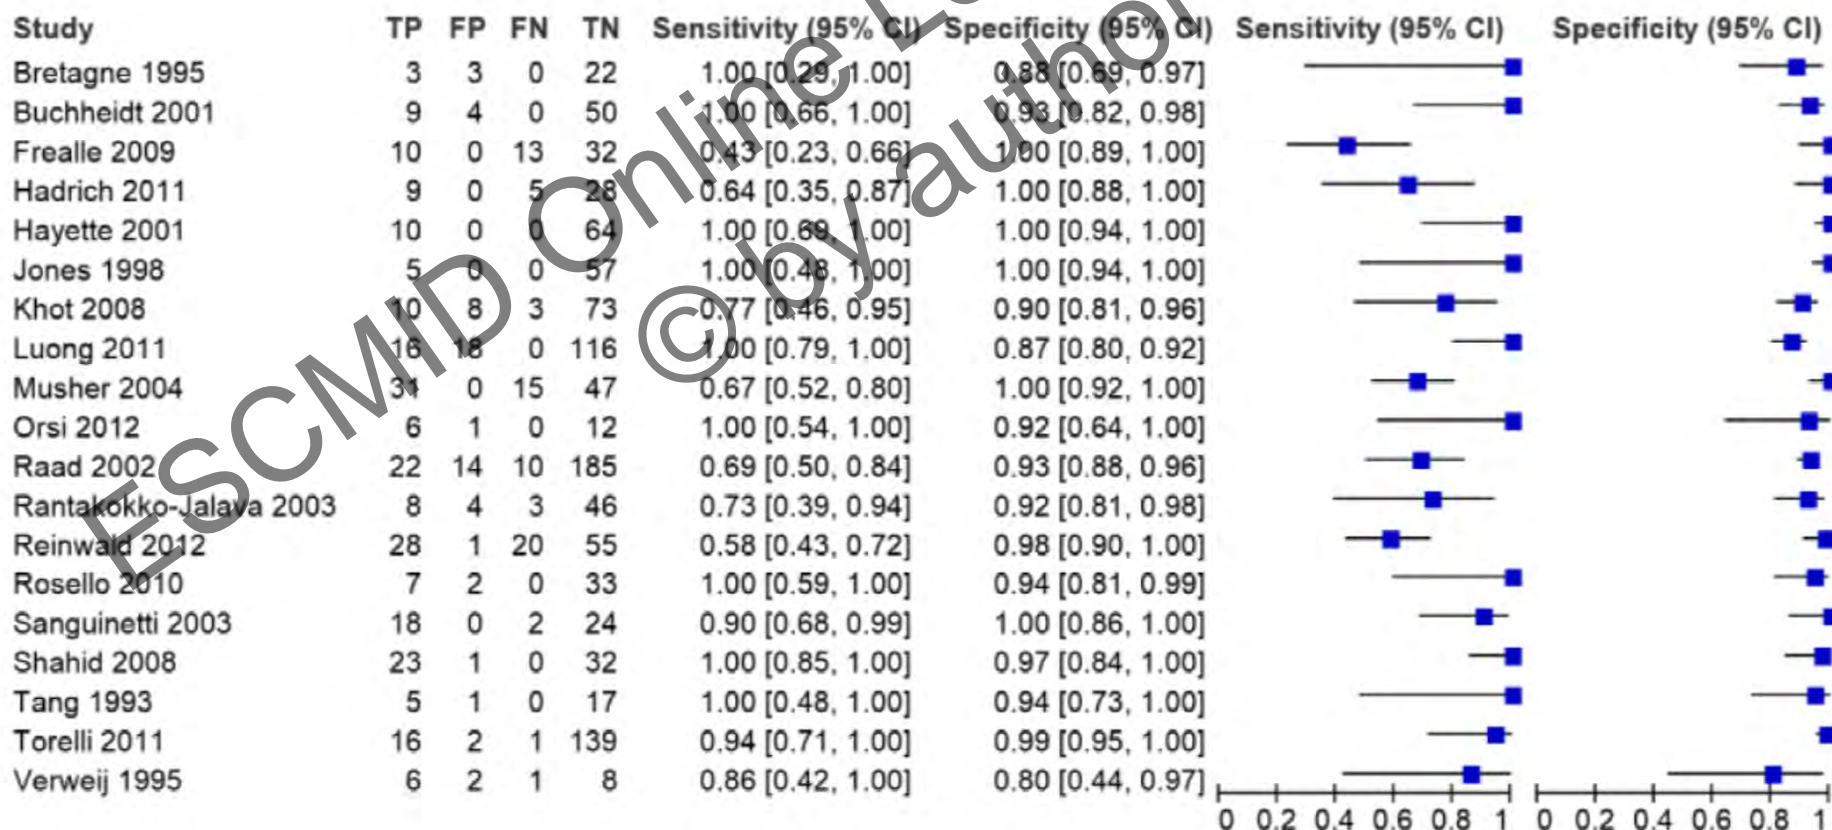 Study TP FP FN TN Sensitivity (95% CI) Specificity (95% CI) Sensitivity (95% CI) Specificity (95% CI)
Bretagne 1995 3 3 0 22 1.00 [0.29, 1.00] 0.88 [0.69, 0.97]
Buchheidt 2001 9 4 0 50 1.00 [0.66, 1.00] 0.93 [0.82, 0.98]
Frealle 2009 10 0 13 32 0.43 [0.23, 0.66] 1.00 [0.89, 1.00]
Hadrich 2011 9 0 5 28 0.64 [0.35, 0.87] 1.00 [0.88, 1.00]
Hayette 2001 10 0 0 64 1.00 [0.69, 1.00] 1.00 [0.94, 1.00]
Jones 1998 5 0 0 57 1.00 [0.48, 1.00] 1.00 [0.94, 1.00]
Khot 2008 10 8 3 73 0.77 [0.46, 0.95] 0.90 [0.81, 0.96]
Luong 2011 16 18 0 116 1.00 [0.79, 1.00] 0.87 [0.80, 0.92]
Musher 2004 31 0 15 47 0.67 [0.52, 0.80] 1.00 [0.92, 1.00]
Orsi 2012 6 1 0 12 1.00 [0.54, 1.00] 0.92 [0.64, 1.00]
Raad 2002 22 14 10 185 0.69 [0.50, 0.84] 0.93 [0.88, 0.96]
Rantakokko-Jalava 2003 8 4 3 46 0.73 [0.39, 0.94] 0.92 [0.81, 0.98]
Reinwald 2012 28 1 20 55 0.58 [0.43, 0.72] 0.98 [0.90, 1.00]
Rosello 2010 7 2 0 33 1.00 [0.59, 1.00] 0.94 [0.81, 0.99]
Sanguinetti 2003 18 0 2 24 0.90 [0.68, 0.99] 1.00 [0.86, 1.00]
Shahid 2008 23 1 0 32 1.00 [0.85, 1.00] 0.97 [0.84, 1.00]
Tang 1993 5 1 0 17 1.00 [0.48, 1.00] 0.94 [0.73, 1.00]
Torelli 2011 16 2 1 139 0.94 [0.71, 1.00] 0.99 [0.95, 1.00]
Verweij 1995 6 2 1 8 0.86 [0.42, 1.00] 0.80 [0.44, 0.97]
0 0.2 0.4 0.6 0.8 1 0 0.2 0.4 0.6 0.8 1
ESCMID Online
© by author